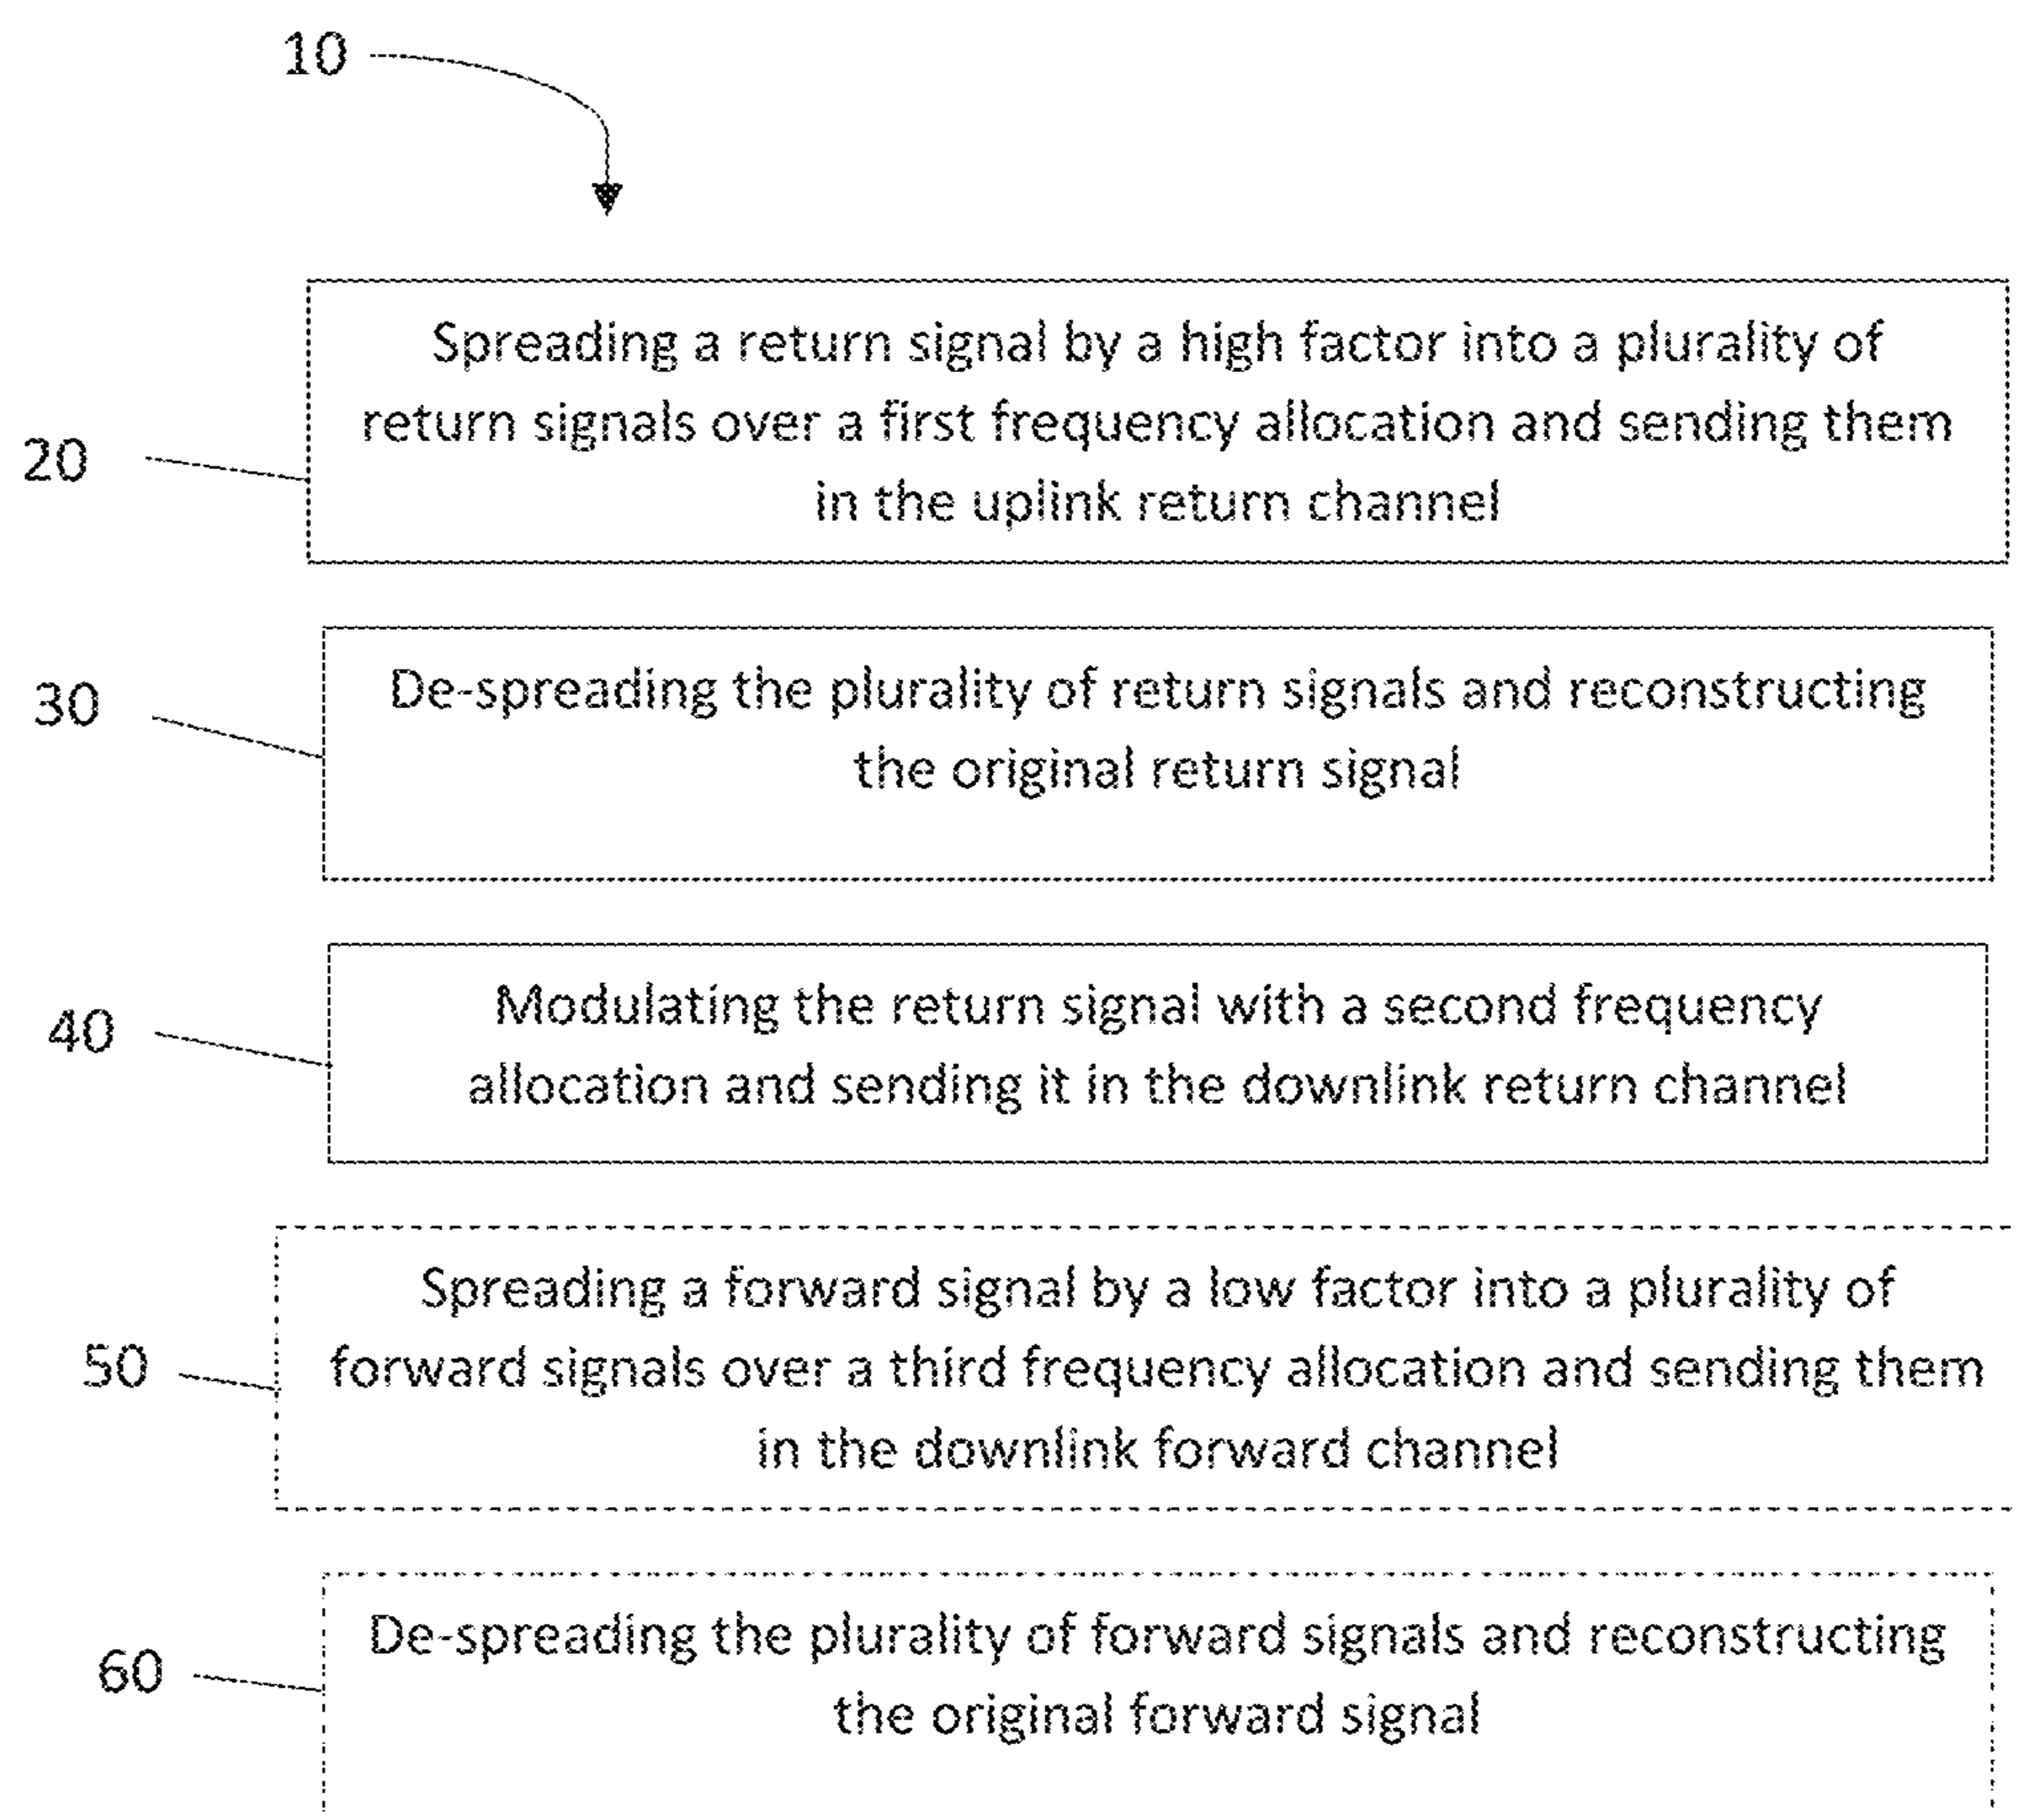 10
Spreading a return signal by a high factor into a plurality of
return signals over a first frequency allocation and sending them
in the uplink return channel
20
De-spreading the plurality of return signals and reconstructing
the original return signal
30
Modulating the return signal with a second frequency
allocation and sending it in the downlink return channel
40
Spreading a forward signal by a low factor into a plurality of
forward signals over a third frequency allocation and sending them
in the downlink forward channel
50
De-spreading the plurality of forward signals and reconstructing
the original forward signal
60